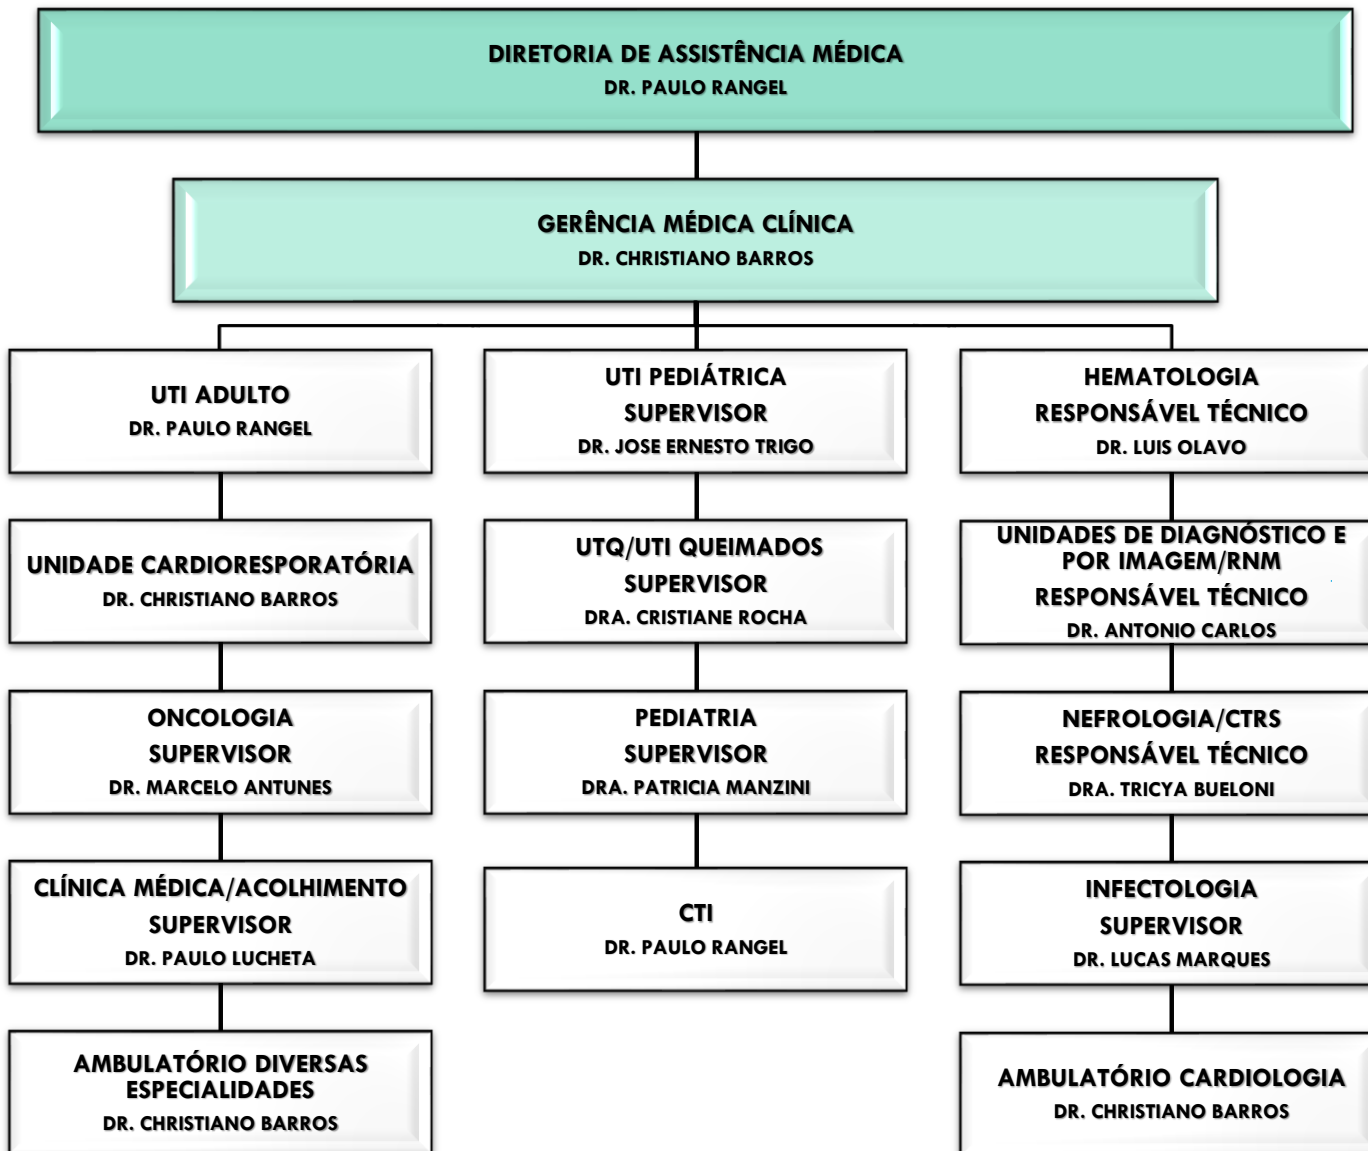 DIRETORIA DE ASSISTÊNCIA MÉDICA
DR. PAULO RANGEL
GERÊNCIA MÉDICA CLÍNICA
DR. CHRISTIANO BARROS
UTI ADULTO
DR. PAULO RANGEL
UNIDADE CARDIORESPORATÓRIA
DR. CHRISTIANO BARROS
ONCOLOGIA
SUPERVISOR
DR. MARCELO ANTUNES
CLÍNICA MÉDICA/ACOLHIMENTO
SUPERVISOR
DR. PAULO LUCHETA
AMBULATÓRIO DIVERSAS
ESPECIALIDADES
DR. CHRISTIANO BARROS
UTI PEDIÁTRICA
SUPERVISOR
DR. JOSE ERNESTO TRIGO
UTQ/UTI QUEIMADOS
SUPERVISOR
DRA. CRISTIANE ROCHA
PEDIATRIA
SUPERVISOR
DRA. PATRICIA MANZINI
CTI
DR. PAULO RANGEL
HEMATOLOGIA
RESPONSÁVEL TÉCNICO
DR. LUIS OLAVO
UNIDADES DE DIAGNÓSTICO E
POR IMAGEM/RNM
RESPONSÁVEL TÉCNICO
DR. ANTONIO CARLOS
NEFROLOGIA/CTRS
RESPONSÁVEL TÉCNICO
DRA. TRICYA BUELONI
INFECTOLOGIA
SUPERVISOR
DR. LUCAS MARQUES
AMBULATÓRIO CARDIOLOGIA
DR. CHRISTIANO BARROS